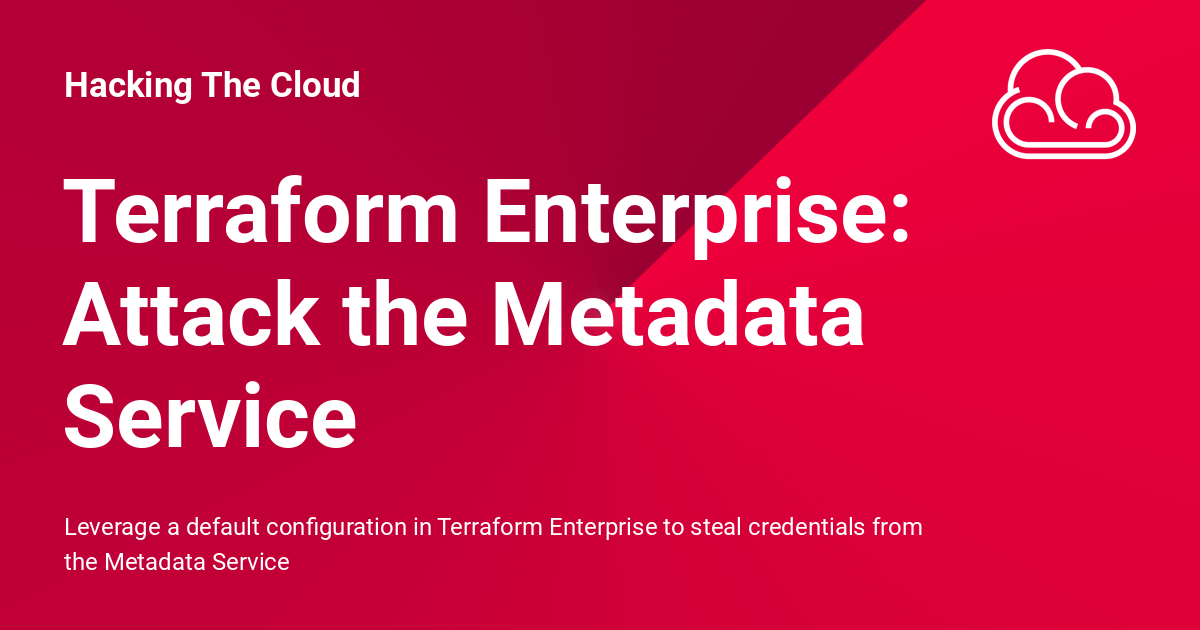 Hacking The Cloud
Terraform Enterprise:
Attack the Metadata
Service
Leverage a default configuration in Terraform Enterprise to steal credentials from
the Metadata Service